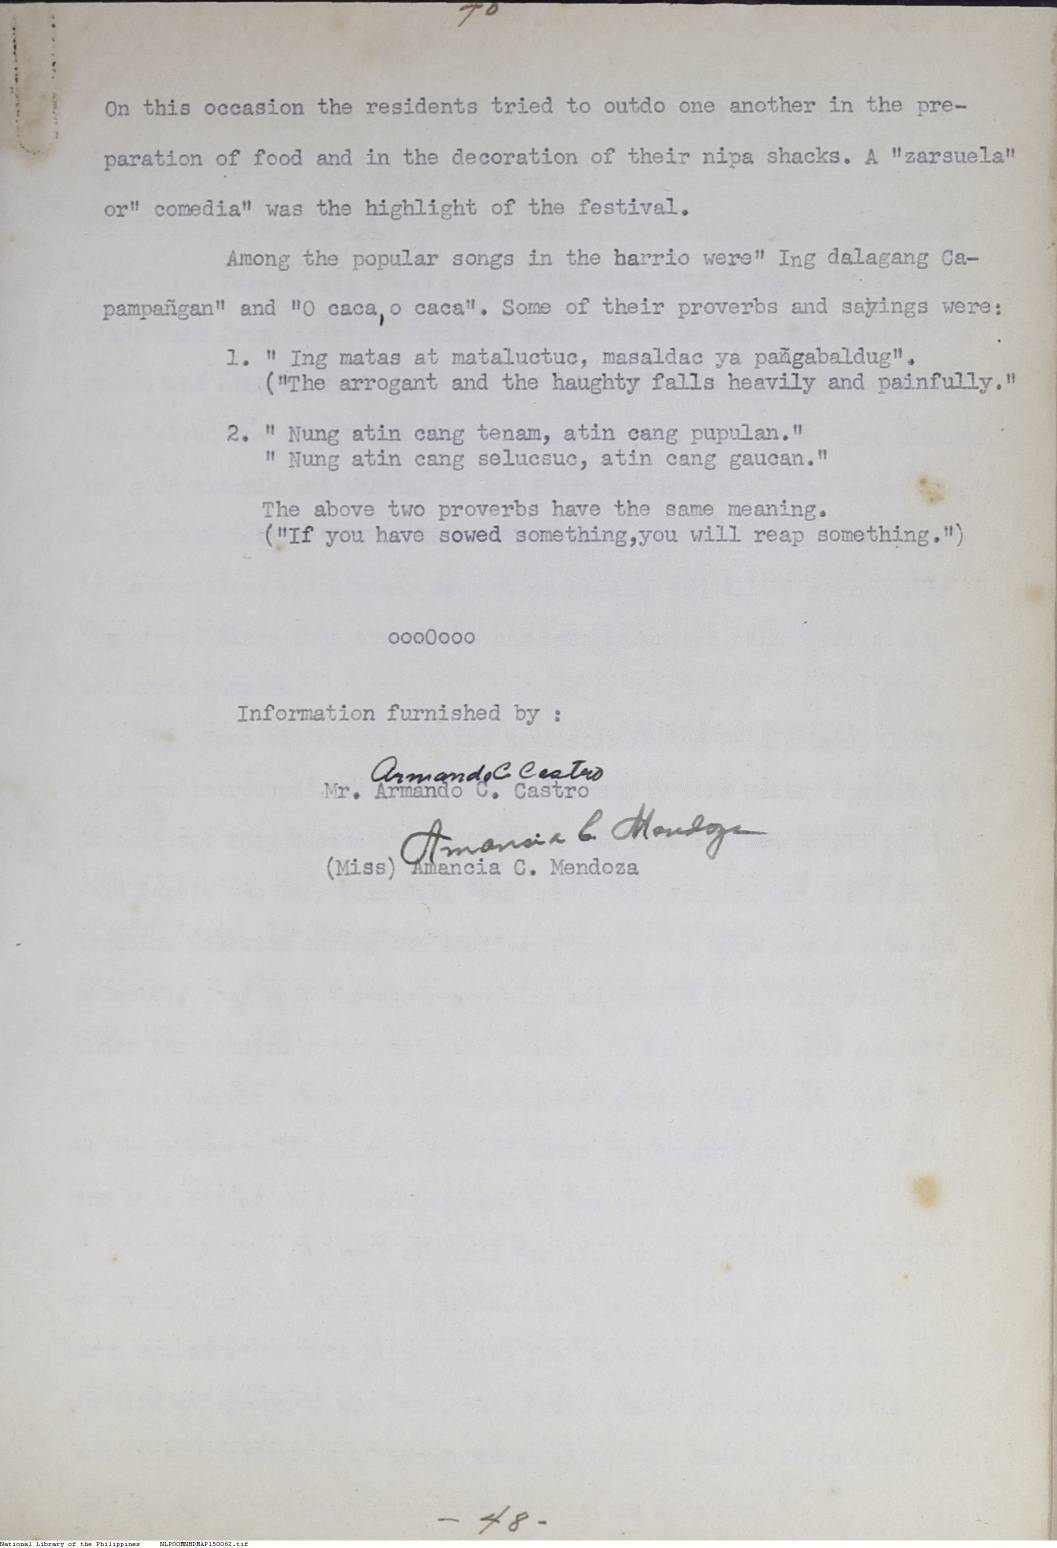 70
On this occasion the residents tried to outdo one another in the pre-
paration of food and in the decoration of their nipa shacks. A "zarsuela"
or" comedia" was the highlight of the festival.
Among the popular songs in the barrio were" Ing dalagang Ca-
pampañgan" and "O caca, o caca". Some of their proverbs and sayings were:
1. " Ing matas at mataluctuc, masaldac ya pañgabaldug".
("The arrogant and the haughty falls heavily and painfully."
2. " Nung atin cang tenam, atin cang pupulan."
" Nung atin cang selucsuc, atin cang gaucan."
The above two proverbs have the same meaning.
("If you have sowed something,you will reap something.")
oooOooo
Information furnished by :
Armando C. Castro
Mr. Armando C. Castro
Amancia C. Mendoza
(Miss) Amancia C. Mendoza
- 48 -
National Library of the Philippines NLPOOMNHDMAP150062.tif